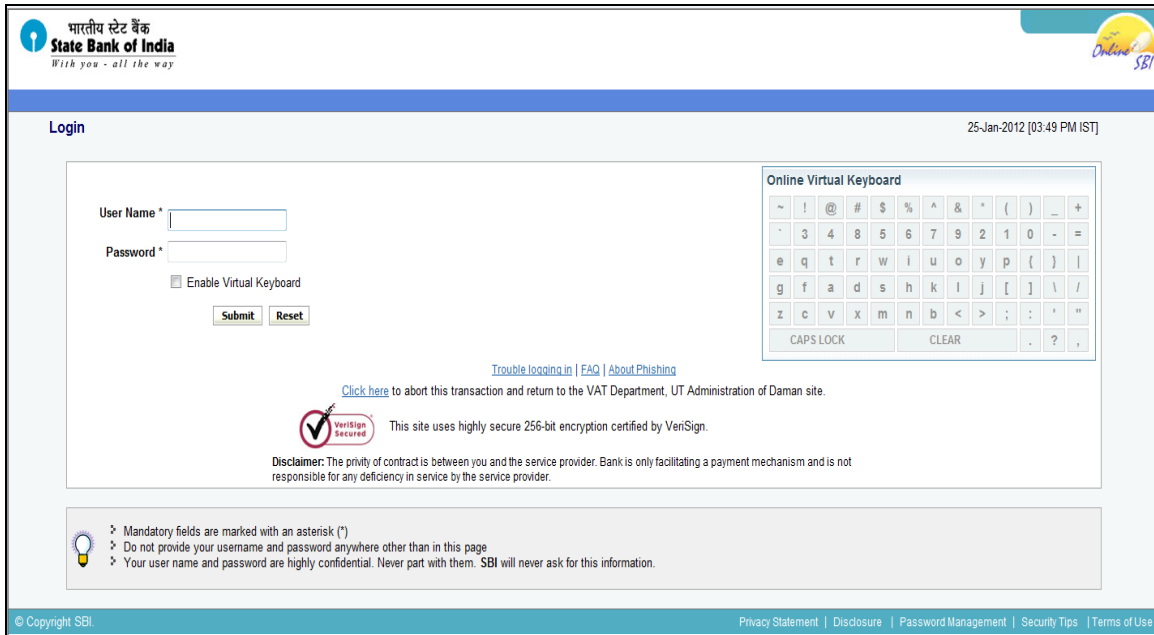 भारतीय स्टेट बैंक
State Bank of India
With you - all the way
Online SBI
Login
25-Jan-2012 [03:49 PM IST]
Online Virtual Keyboard
~ ! @ # $ % ^ & * ( ) _ +
` 3 4 8 5 6 7 9 2 1 0 - =
e q t r w i u o y p { } |
g f a d s h k l j [ ] \ /
z c v x m n b < > ; : ' "
CAPS LOCK CLEAR . ? ,
User Name *
Password *
Enable Virtual Keyboard
Submit Reset
Trouble logging in | FAQ | About Phishing
Click here to abort this transaction and return to the VAT Department, UT Administration of Daman site.
VeriSign Secured
This site uses highly secure 256-bit encryption certified by VeriSign.
Disclaimer: The privity of contract is between you and the service provider. Bank is only facilitating a payment mechanism and is not
responsible for any deficiency in service by the service provider.
Mandatory fields are marked with an asterisk (*)
Do not provide your username and password anywhere other than in this page
Your user name and password are highly confidential. Never part with them. SBI will never ask for this information.
© Copyright SBI.
Privacy Statement | Disclosure | Password Management | Security Tips | Terms of Use